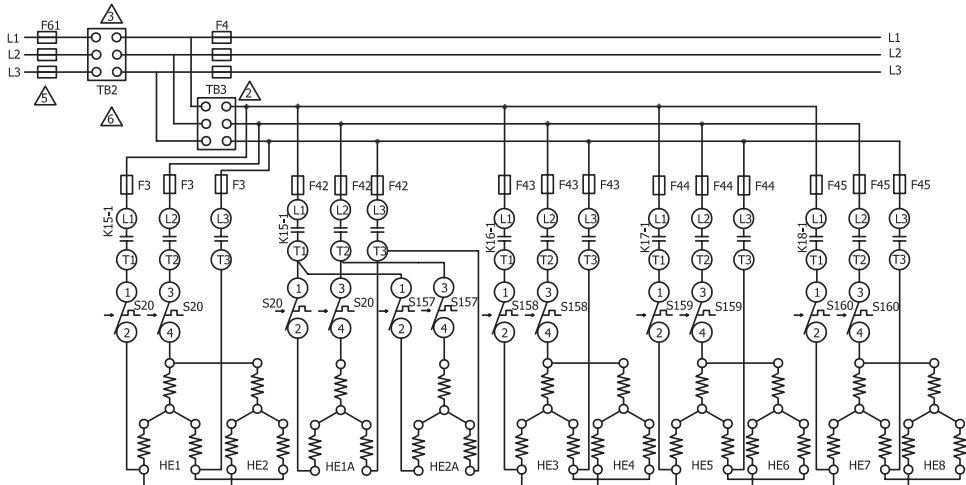 3
F61 F4
L1 L1
L2 L2
L3 L3
5 TB2 TB3 2
6
F3 F3 F3 F42 F42 F42 F43 F43 F43 F44 F44 F44 F45 F45 F45
K15-1 L1 L2 L3 K15-1 L1 L2 L3 K16-1 L1 L2 L3 K17-1 L1 L2 L3 K18-1 L1 L2 L3
T1 T2 T3 T1 T2 T3 T1 T2 T3 T1 T2 T3 T1 T2 T3
1 3 1 3 1 3 1 3 1 3 1 3
S20 S20 S20 S20 S157 S157 S158 S158 S159 S159 S160 S160
2 4 2 4 2 4 2 4 2 4 2 4
HE1 HE2 HE1A HE2A HE3 HE4 HE5 HE6 HE7 HE8